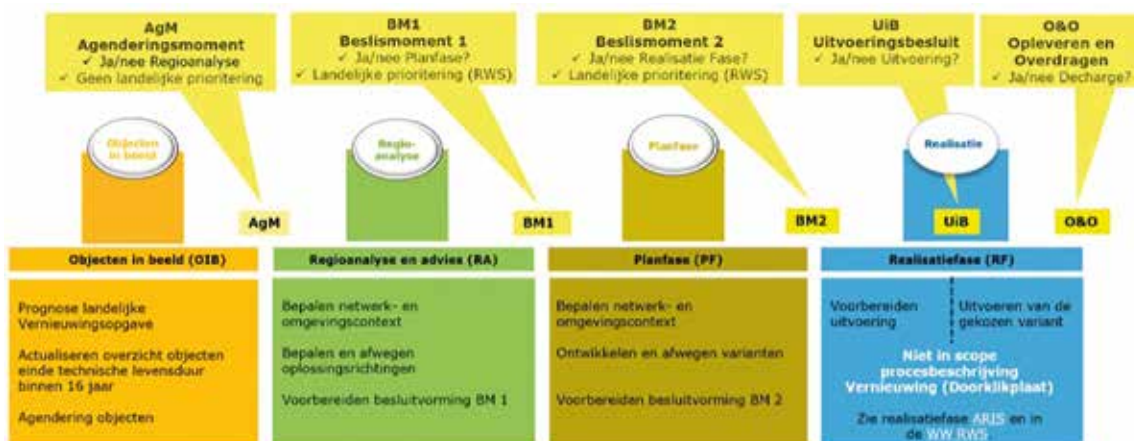 AgM
Agenderingsmoment
✓ Ja/nee Regioanalyse
✓ Geen landelijke prioritering
BM1
Beslismoment 1
✓ Ja/nee Planfase?
✓ Landelijke prioritering (RWS)
BM2
Beslismoment 2
✓ Ja/nee Realisatie Fase?
✓ Landelijke prioritering (RWS)
UiB
Uitvoeringsbesluit
✓ Ja/nee Uitvoering?
O&O
Opleveren en
Overdragen
✓ Ja/nee Decharge?
Objecten
in beeld
Regio-
analyse
Planfase
Realisatie
AgM
BM1
BM2
UiB
O&O
Objecten in beeld (OIB)
Prognose landelijke
Vernieuwingsopgave
Actualiseren overzicht objecten
einde technische levensduur
binnen 16 jaar
Agendering objecten
Regioanalyse en advies (RA)
Bepalen netwerk- en
omgevingscontext
Bepalen en afwegen
oplossingsrichtingen
Voorbereiden besluitvorming BM 1
Planfase (PF)
Bepalen netwerk- en
omgevingscontext
Ontwikkelen en afwegen varianten
Voorbereiden besluitvorming BM 2
Realisatiefase (RF)
Voorbereiden
uitvoering
Uitvoeren van de
gekozen variant
Niet in scope
procesbeschrijving
Vernieuwing (Doorklikplaat)
Zie realisatiefase ARIS en in
de WW RWS